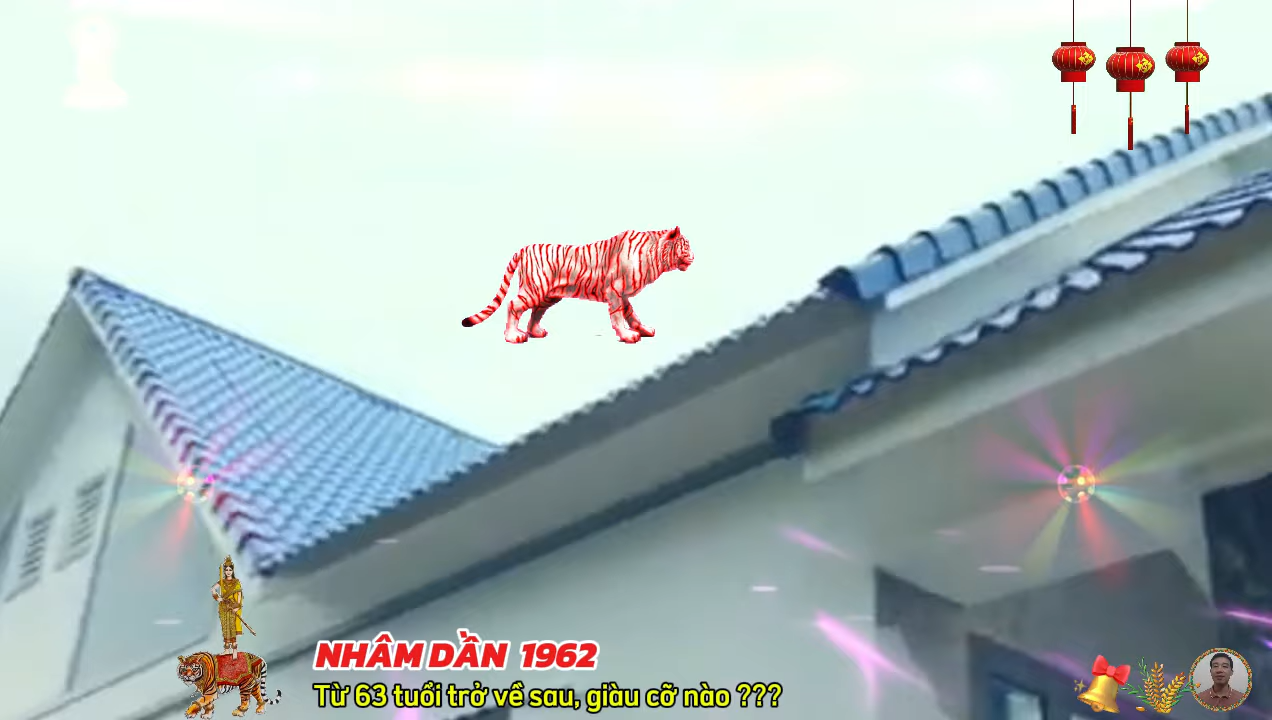 NHÂM DẦN 1962
Từ 63 tuổi trở về sau, giàu cỡ nào ???